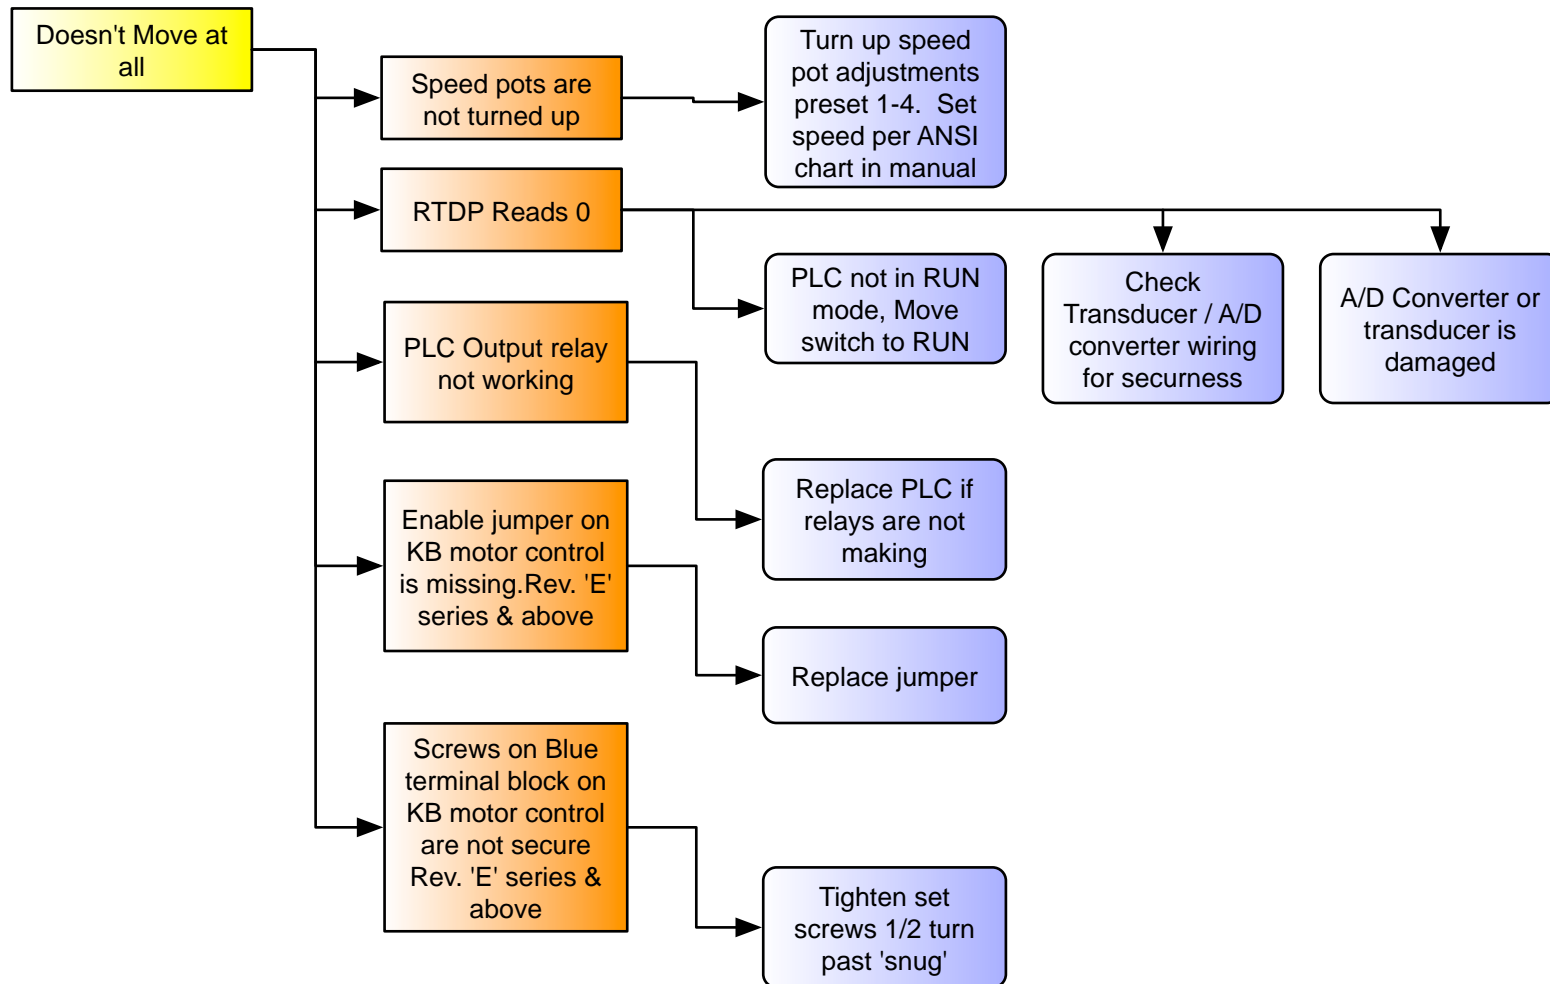 Doesn't Move at
all
Speed pots are
not turned up
Turn up speed
pot adjustments
preset 1-4.  Set
speed per ANSI
chart in manual
RTDP Reads 0
PLC not in RUN
mode, Move
switch to RUN
Check
Transducer / A/D
converter wiring
for securness
A/D Converter or
transducer is
damaged
PLC Output relay
not working
Replace PLC if
relays are not
making
Enable jumper on
KB motor control
is missing.Rev. 'E'
series & above
Replace jumper
Screws on Blue
terminal block on
KB motor control
are not secure
Rev. 'E' series &
above
Tighten set
screws 1/2 turn
past 'snug'